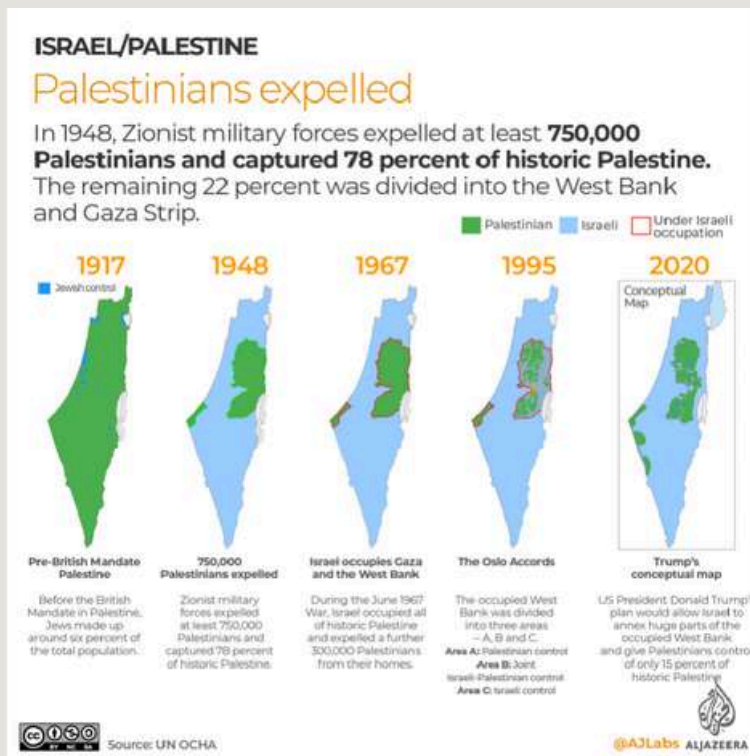 ISRAEL/PALESTINE
Palestinians expelled
In 1948, Zionist military forces expelled at least 750,000
Palestinians and captured 78 percent of historic Palestine.
The remaining 22 percent was divided into the West Bank
and Gaza Strip.
Palestinian
Israeli
Under Israeli
occupation
1917
1948
1967
1995
2020
Jewish control
Conceptual
Map
Pre-British Mandate
Palestine
Before the British
Mandate in Palestine,
Jews made up
around six percent of
the total population.
750,000
Palestinians expelled
Zionist military
forces expelled
at least 750,000
Palestinians and
captured 78 percent
of historic Palestine.
Israel occupies Gaza
and the West Bank
During the June 1967
War, Israel occupied all
of historic Palestine
and expelled a further
300,000 Palestinians
from their homes.
The Oslo Accords
The occupied West
Bank was divided
into three areas
– A, B and C.
Area A: Palestinian control
Area B: Joint
Israeli-Palestinian control
Area C: Israeli control
Trump's
conceptual map
US President Donald Trump'
plan would allow Israel to
annex huge parts of the
occupied West Bank
and give Palestinians contro
of only 15 percent of
historic Palestine
cc
BY NC SA
Source: UN OCHA
@AJLabs
ALJAZEERA